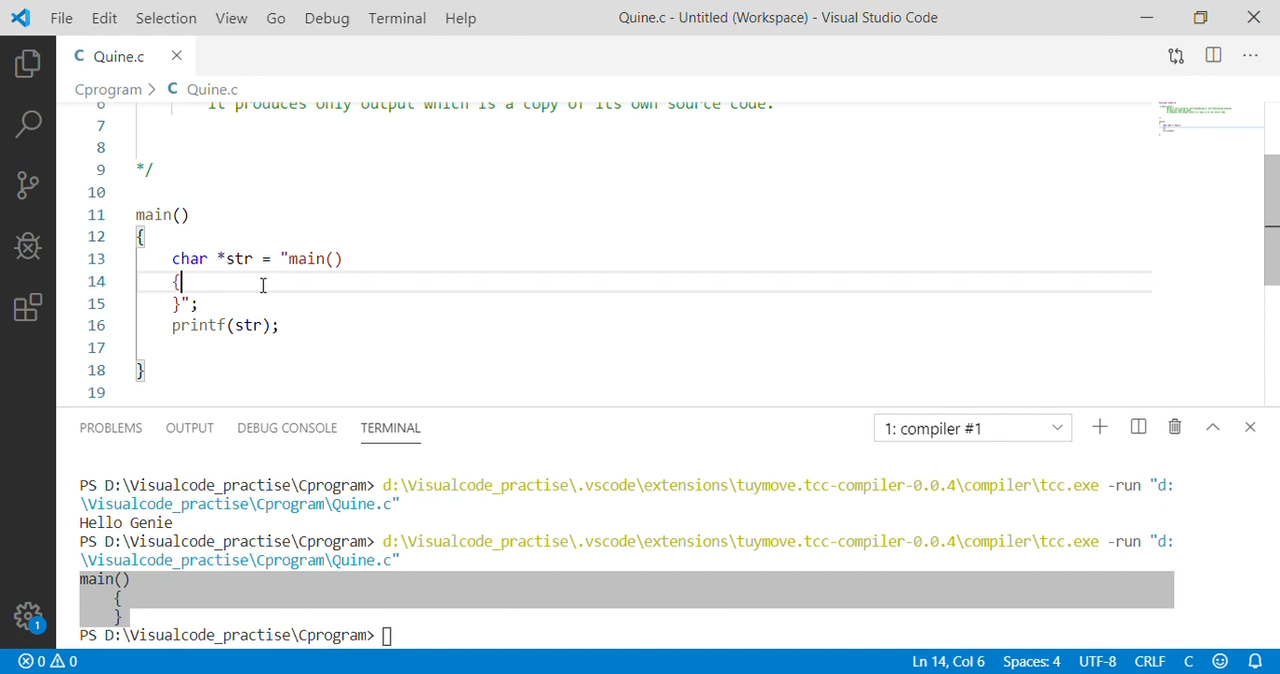 File Edit Selection View Go Debug Terminal Help Quine.c - Untitled (Workspace) - Visual Studio Code
C Quine.c
Cprogram > C Quine.c
6 It produces only output which is a copy of its own source code.
7
8
9 */
10
11 main()
12 {
13 char *str = "main()
14 {
15 }";
16 printf(str);
17
18 }
19
PROBLEMS OUTPUT DEBUG CONSOLE TERMINAL 1: compiler #1
PS D:\Visualcode_practise\Cprogram> d:\Visualcode_practise\.vscode\extensions\tuymove.tcc-compiler-0.0.4\compiler\tcc.exe -run "d:
\Visualcode_practise\Cprogram\Quine.c"
Hello Genie
PS D:\Visualcode_practise\Cprogram> d:\Visualcode_practise\.vscode\extensions\tuymove.tcc-compiler-0.0.4\compiler\tcc.exe -run "d:
\Visualcode_practise\Cprogram\Quine.c"
main()
{
}
PS D:\Visualcode_practise\Cprogram>
1
0 0 Ln 14, Col 6 Spaces: 4 UTF-8 CRLF C